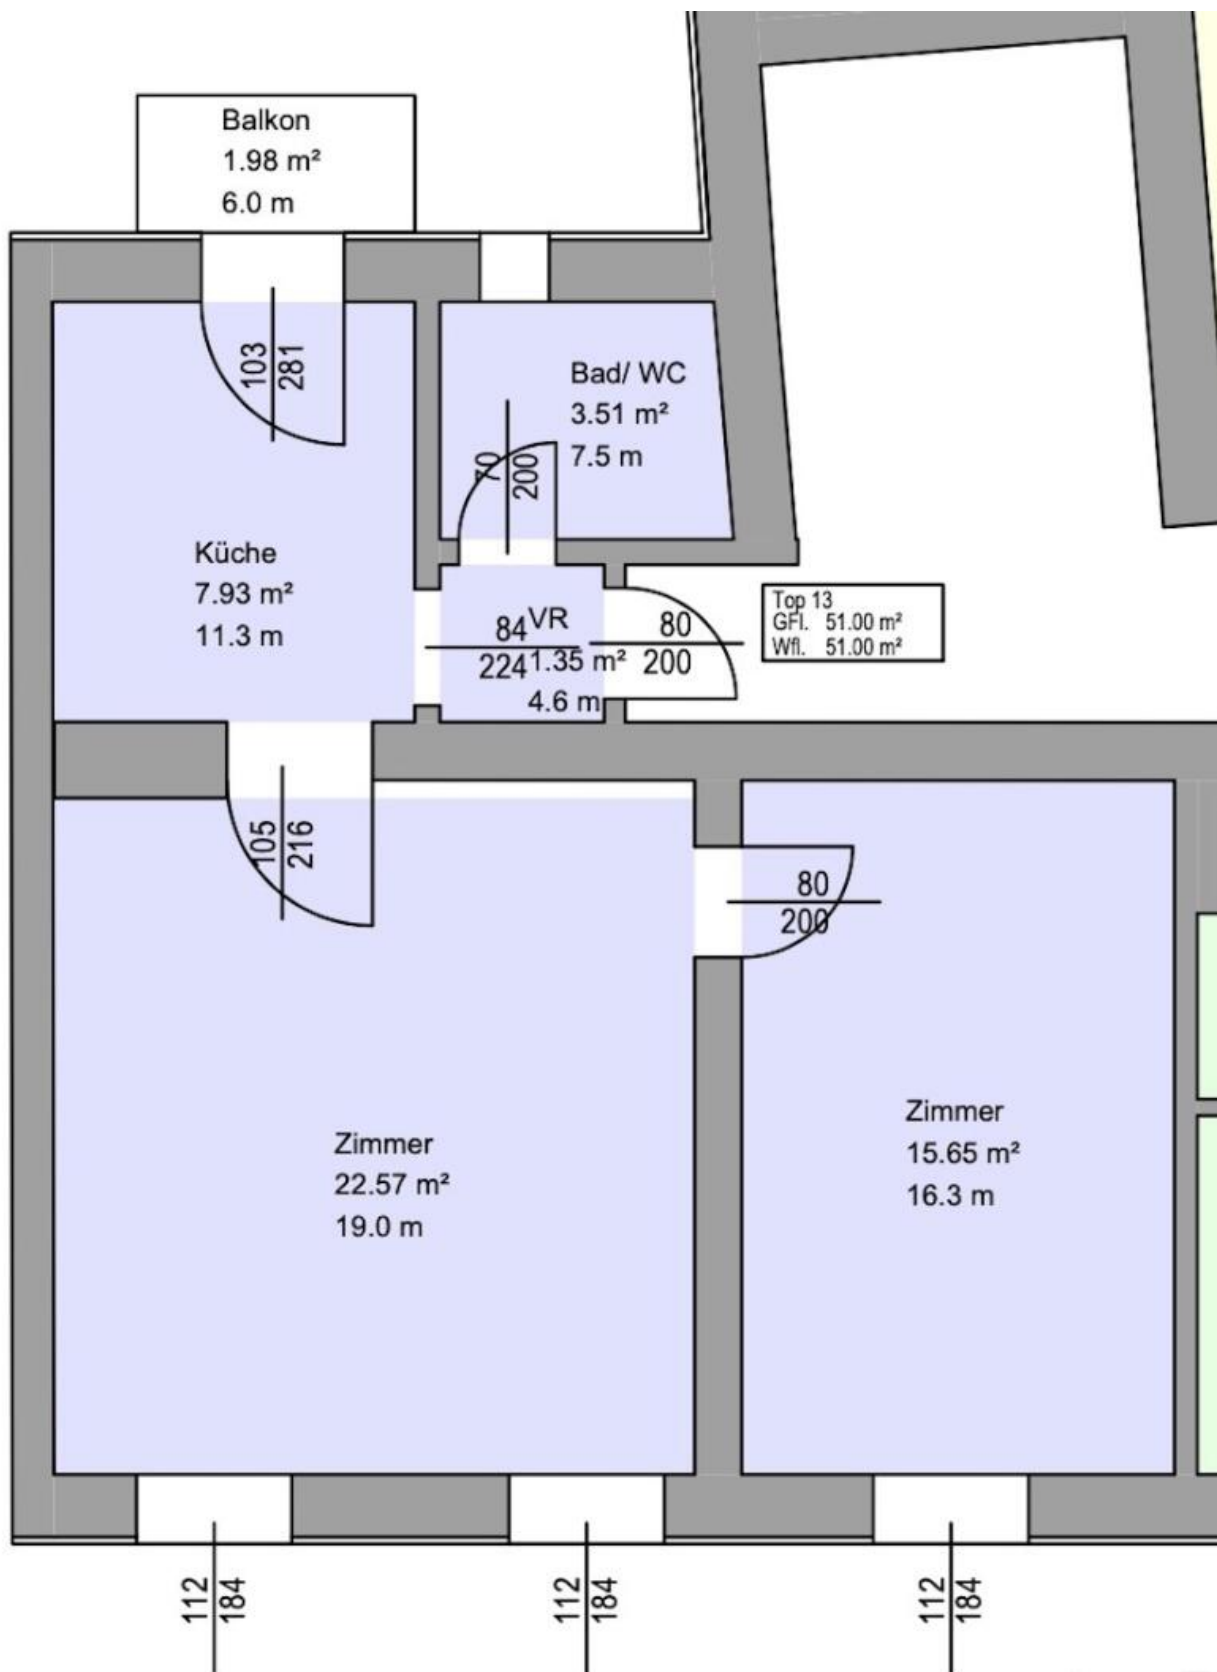 Balkon
1.98 m²
6.0 m
103
281
Bad/ WC
3.51 m²
7.5 m
70
200
Küche
7.93 m²
11.3 m
84
224
VR
1.35 m²
4.6 m
80
200
Top 13
GFl. 51.00 m²
Wfl. 51.00 m²
105
216
80
200
Zimmer
22.57 m²
19.0 m
Zimmer
15.65 m²
16.3 m
112
184
112
184
112
184